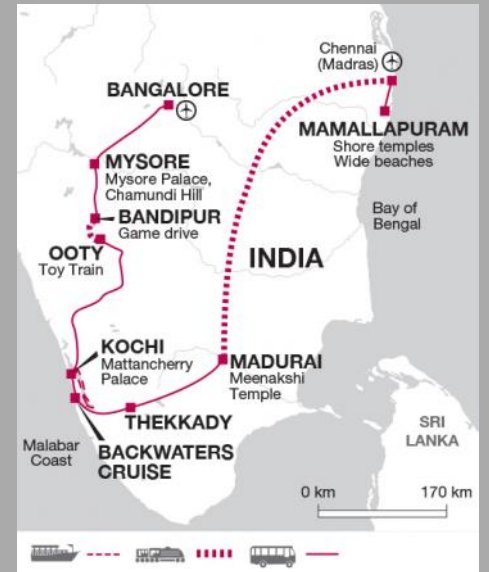 Chennai
(Madras)
BANGALORE
MAMALLAPURAM
Shore temples
Wide beaches
MYSORE
Mysore Palace,
Chamundi Hill
BANDIPUR
Game drive
Bay of
Bengal
OOTY
Toy Train
INDIA
KOCHI
Mattancherry
Palace
MADURAI
Meenakshi
Temple
THEKKADY
BACKWATERS
CRUISE
Malabar
Coast
SRI
LANKA
0 km 170 km